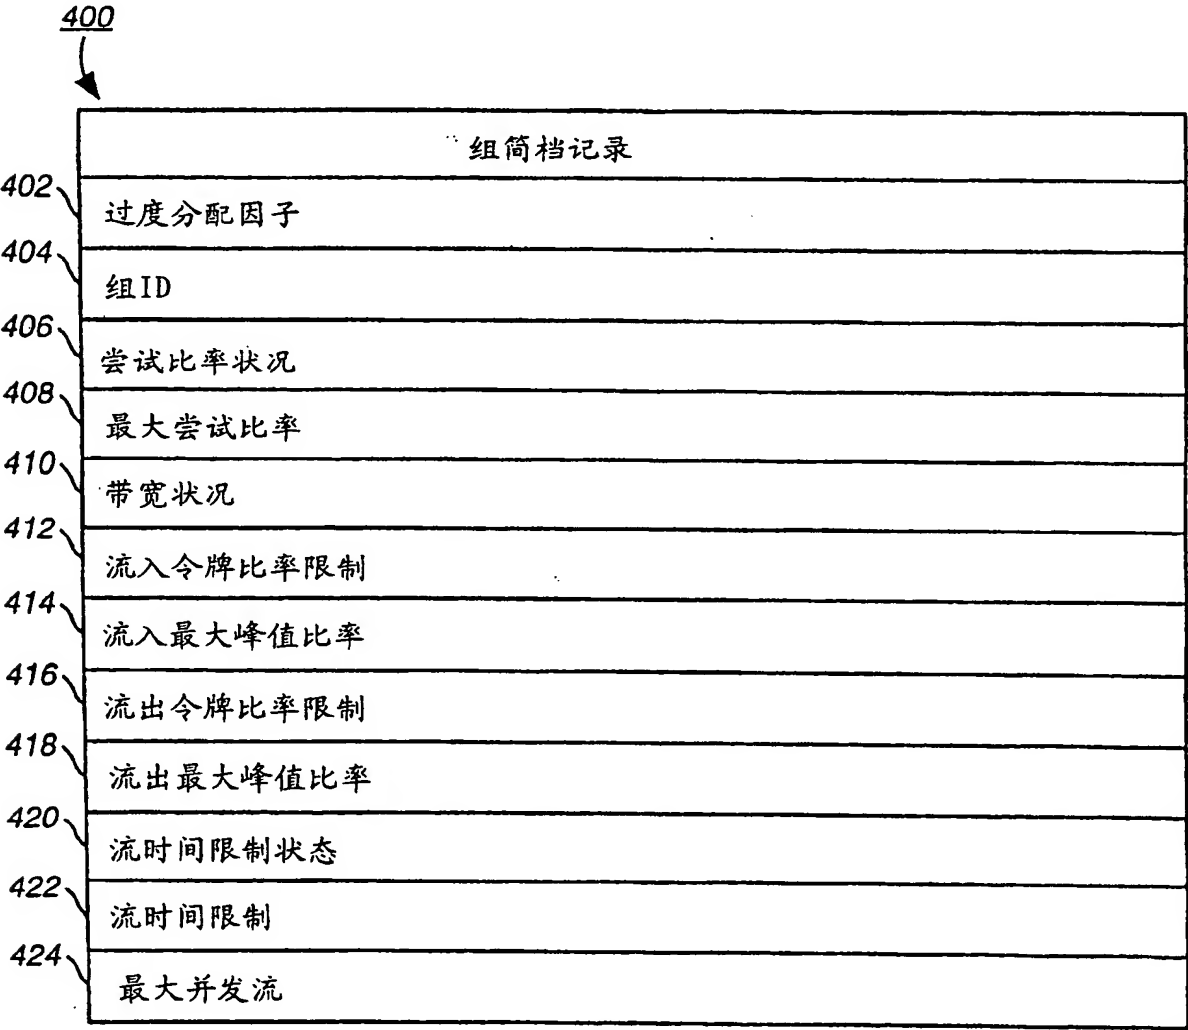 400
组简档记录
402
过度分配因子
404
组ID
406
尝试比率状况
408
最大尝试比率
410
带宽状况
412
流入令牌比率限制
414
流入最大峰值比率
416
流出令牌比率限制
418
流出最大峰值比率
420
流时间限制状态
422
流时间限制
424
最大并发流